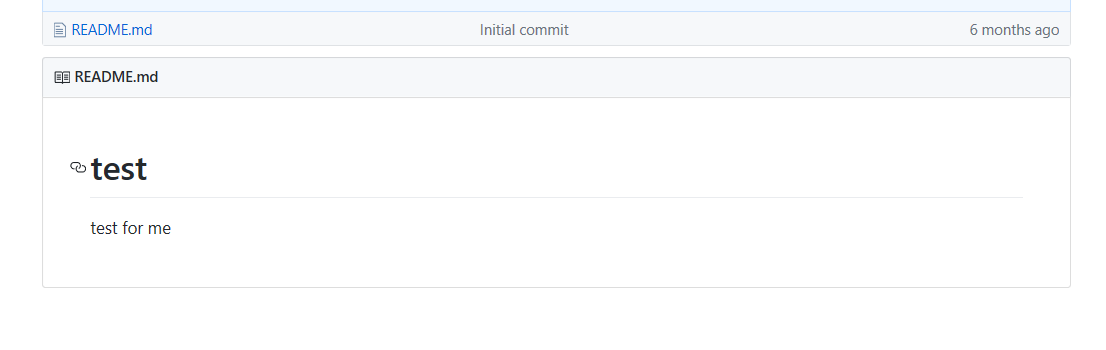 README.md Initial commit 6 months ago
README.md
test
test for me